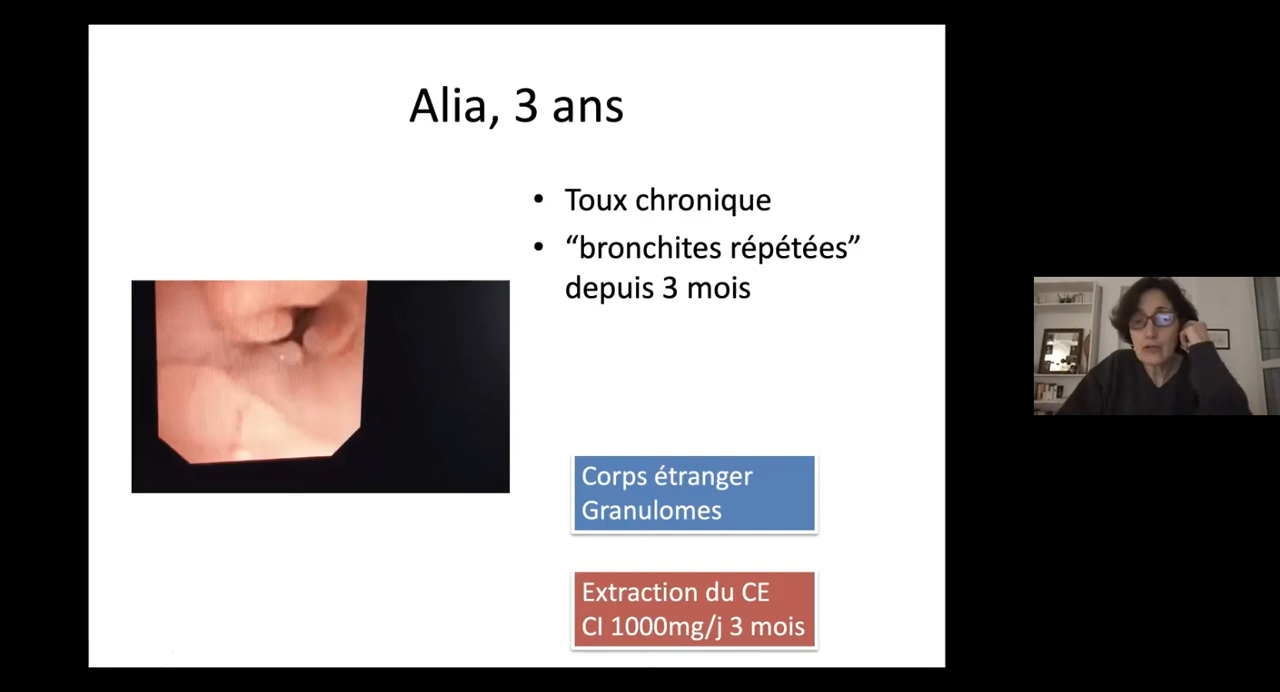 Alia, 3 ans
• Toux chronique
• “bronchites répétées”
depuis 3 mois
Corps étranger
Granulomes
Extraction du CE
CI 1000mg/j 3 mois